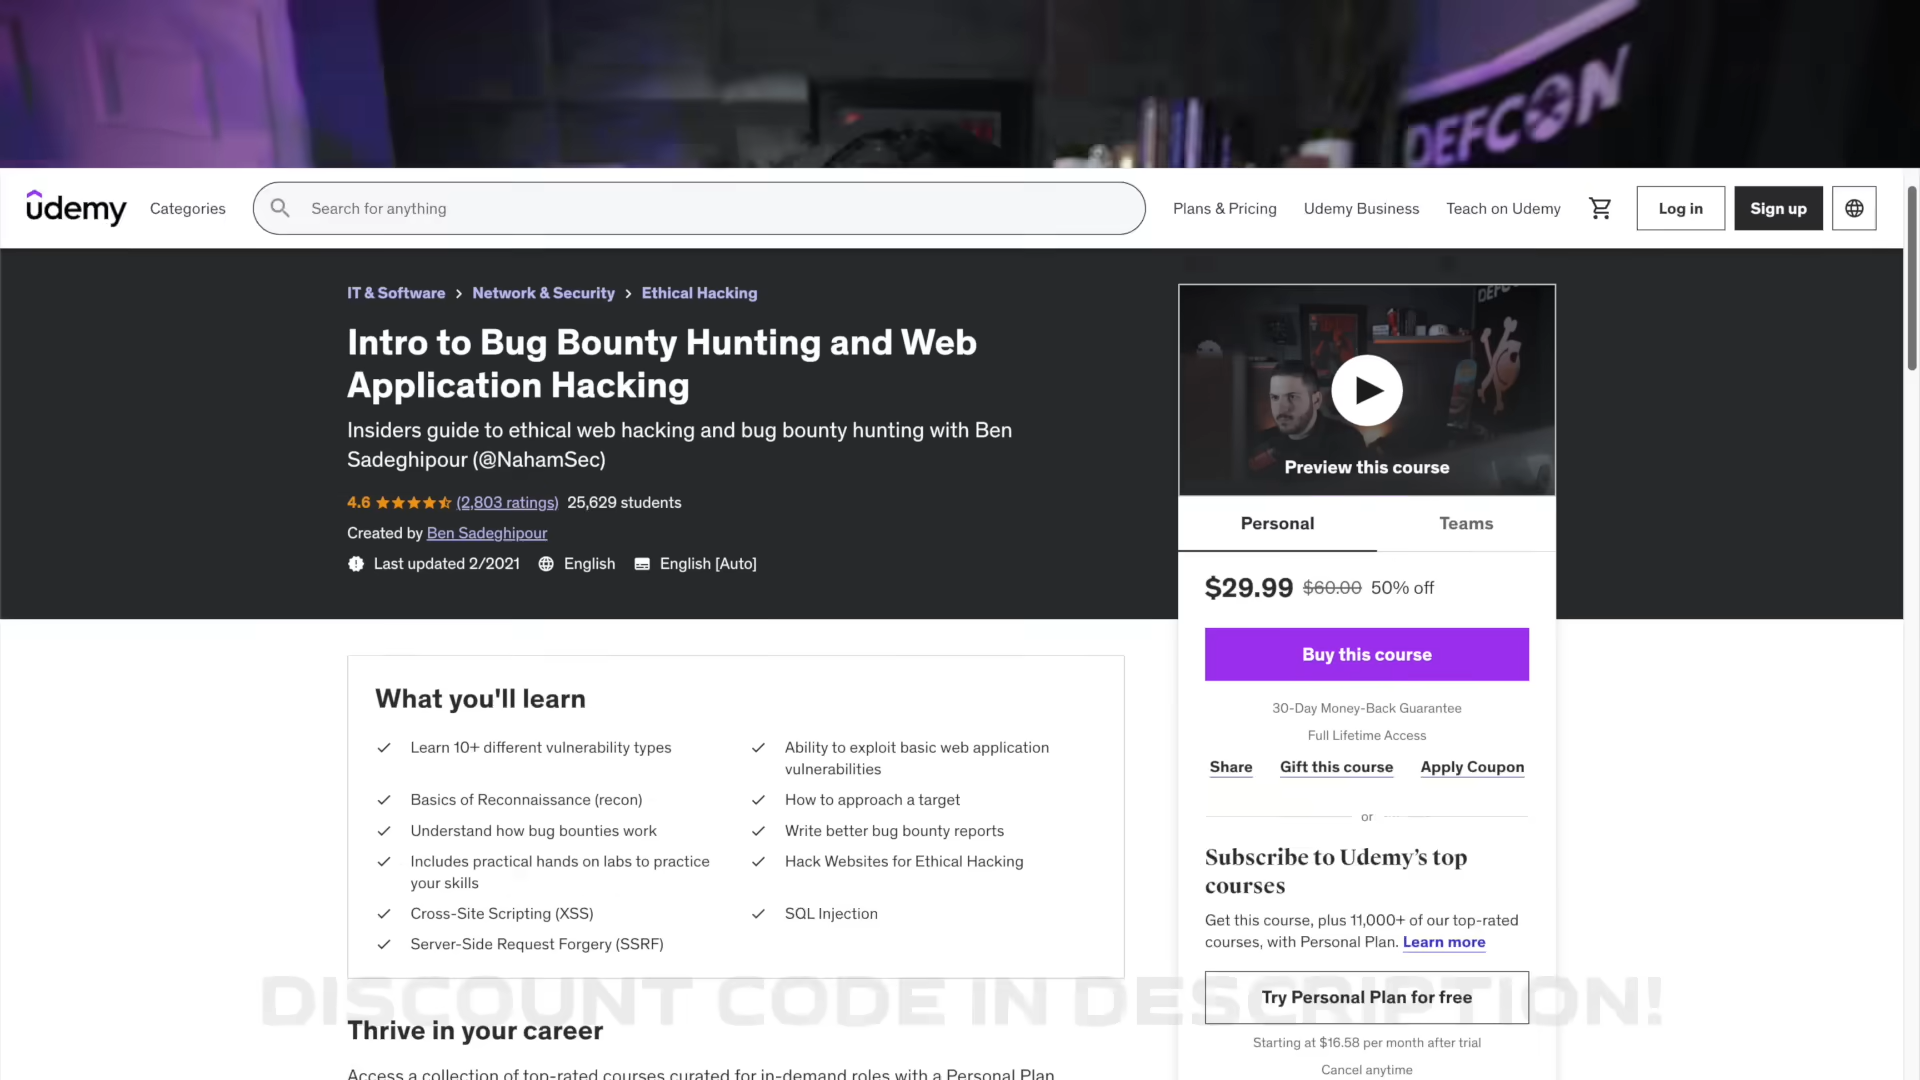 DEFCON
udemy
Categories
Search for anything
Plans & Pricing
Udemy Business
Teach on Udemy
Log in
Sign up
IT & Software > Network & Security > Ethical Hacking
Intro to Bug Bounty Hunting and Web
Application Hacking
Insiders guide to ethical web hacking and bug bounty hunting with Ben
Sadeghipour (@NahamSec)
4.6 (2,803 ratings) 25,629 students
Created by Ben Sadeghipour
Last updated 2/2021 English English [Auto]
Preview this course
Personal
Teams
$29.99 $60.00 50% off
Buy this course
30-Day Money-Back Guarantee
Full Lifetime Access
Share Gift this course Apply Coupon
or
Subscribe to Udemy's top
courses
Get this course, plus 11,000+ of our top-rated
courses, with Personal Plan. Learn more
Try Personal Plan for free
Starting at $16.58 per month after trial
Cancel anytime
What you'll learn
Learn 10+ different vulnerability types
Ability to exploit basic web application
vulnerabilities
Basics of Reconnaissance (recon)
How to approach a target
Understand how bug bounties work
Write better bug bounty reports
Includes practical hands on labs to practice
your skills
Hack Websites for Ethical Hacking
Cross-Site Scripting (XSS)
SQL Injection
Server-Side Request Forgery (SSRF)
DISCOUNT CODE IN DESCRIPTION!
Thrive in your career
Access a collection of top-rated courses curated for in-demand roles with a Personal Plan